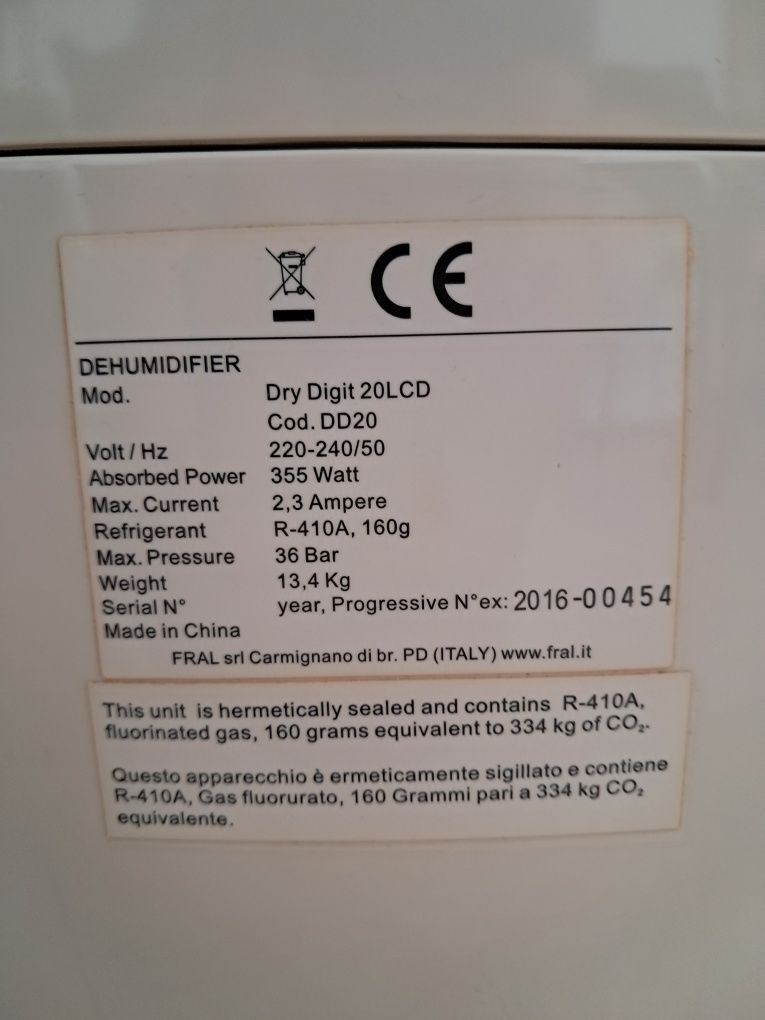 CE
DEHUMIDIFIER
Mod. Dry Digit 20LCD
Cod. DD20
Volt / Hz 220-240/50
Absorbed Power 355 Watt
Max. Current 2,3 Ampere
Refrigerant R-410A, 160g
Max. Pressure 36 Bar
Weight 13,4 Kg
Serial N° year, Progressive N°ex: 2016-00454
Made in China
FRAL srl Carmignano di br. PD (ITALY) www.fral.it
This unit is hermetically sealed and contains R-410A,
fluorinated gas, 160 grams equivalent to 334 kg of CO₂.
Questo apparecchio è ermeticamente sigillato e contiene
R-410A, Gas fluorurato, 160 Grammi pari a 334 kg CO₂
equivalente.